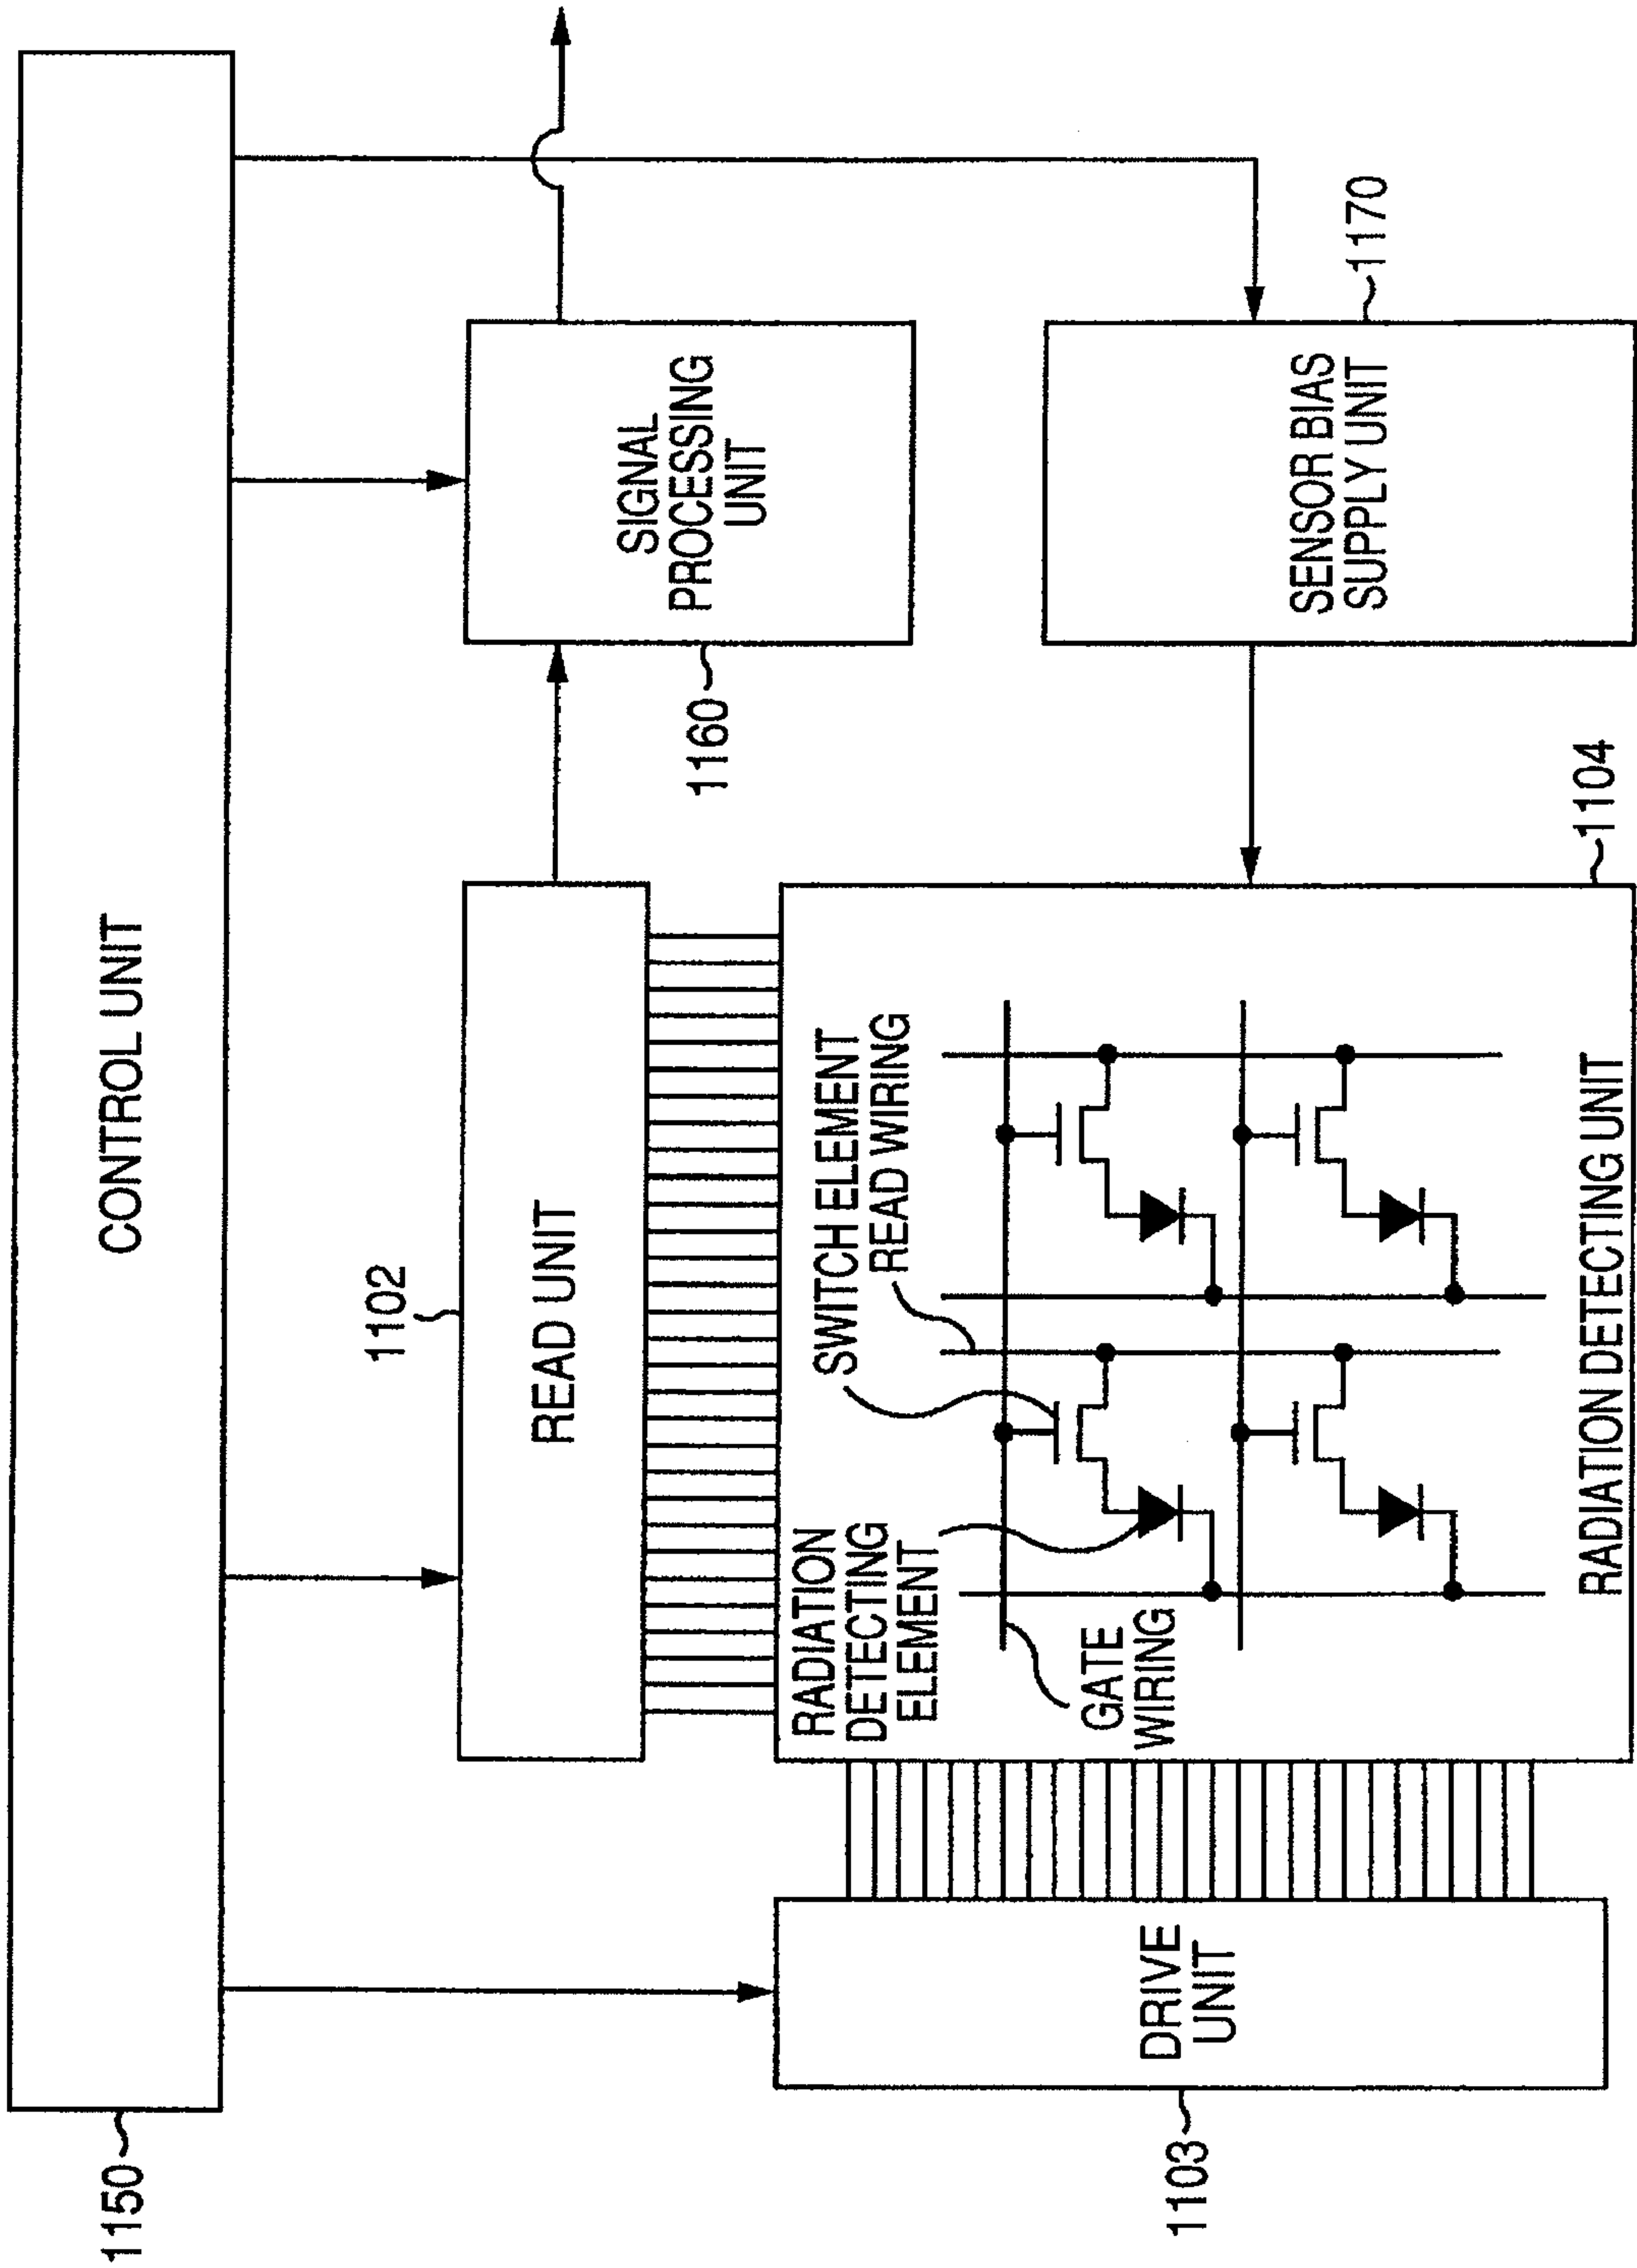 1150
CONTROL UNIT
1102
READ UNIT
1160
SIGNAL
PROCESSING
UNIT
1103
DRIVE
UNIT
RADIATION
DETECTING
ELEMENT
SWITCH ELEMENT
READ WIRING
GATE
WIRING
RADIATION DETECTING UNIT
1104
SENSOR BIAS
SUPPLY UNIT
1170